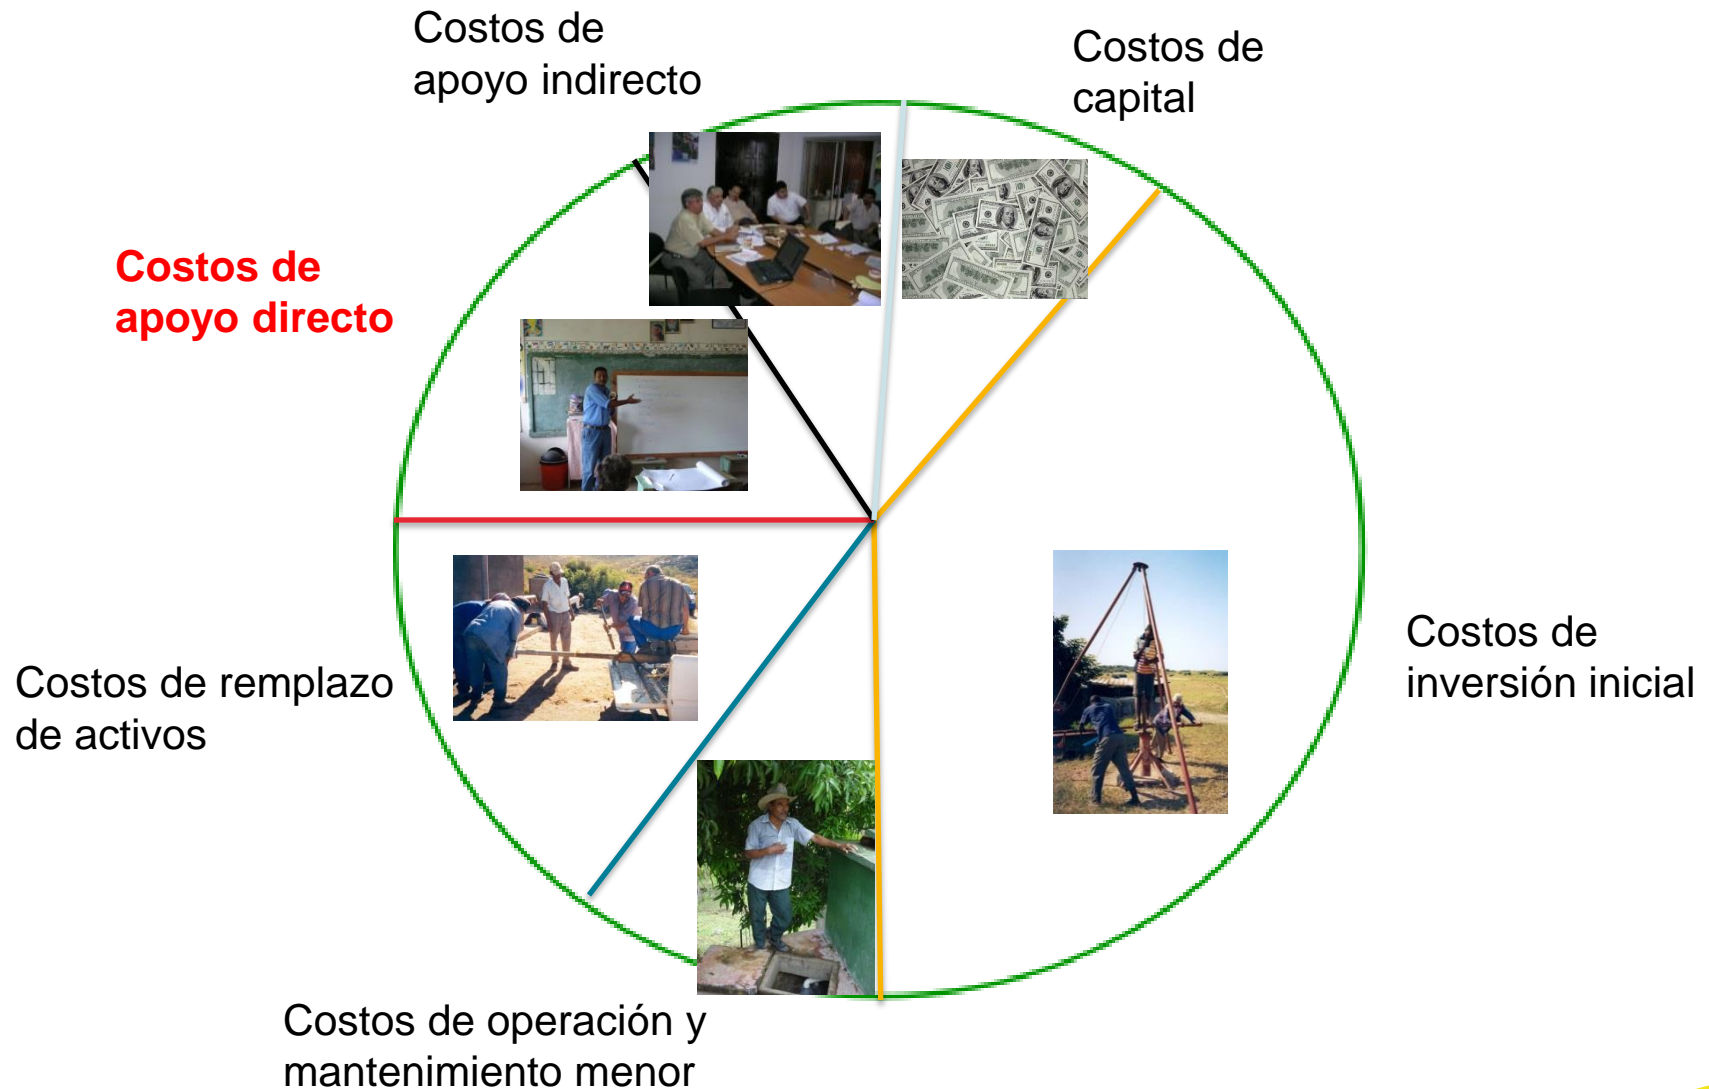 Costos de
apoyo indirecto
Costos de
capital
Costos de
apoyo directo
Costos de
inversión inicial
Costos de remplazo
de activos
Costos de operación y
mantenimiento menor